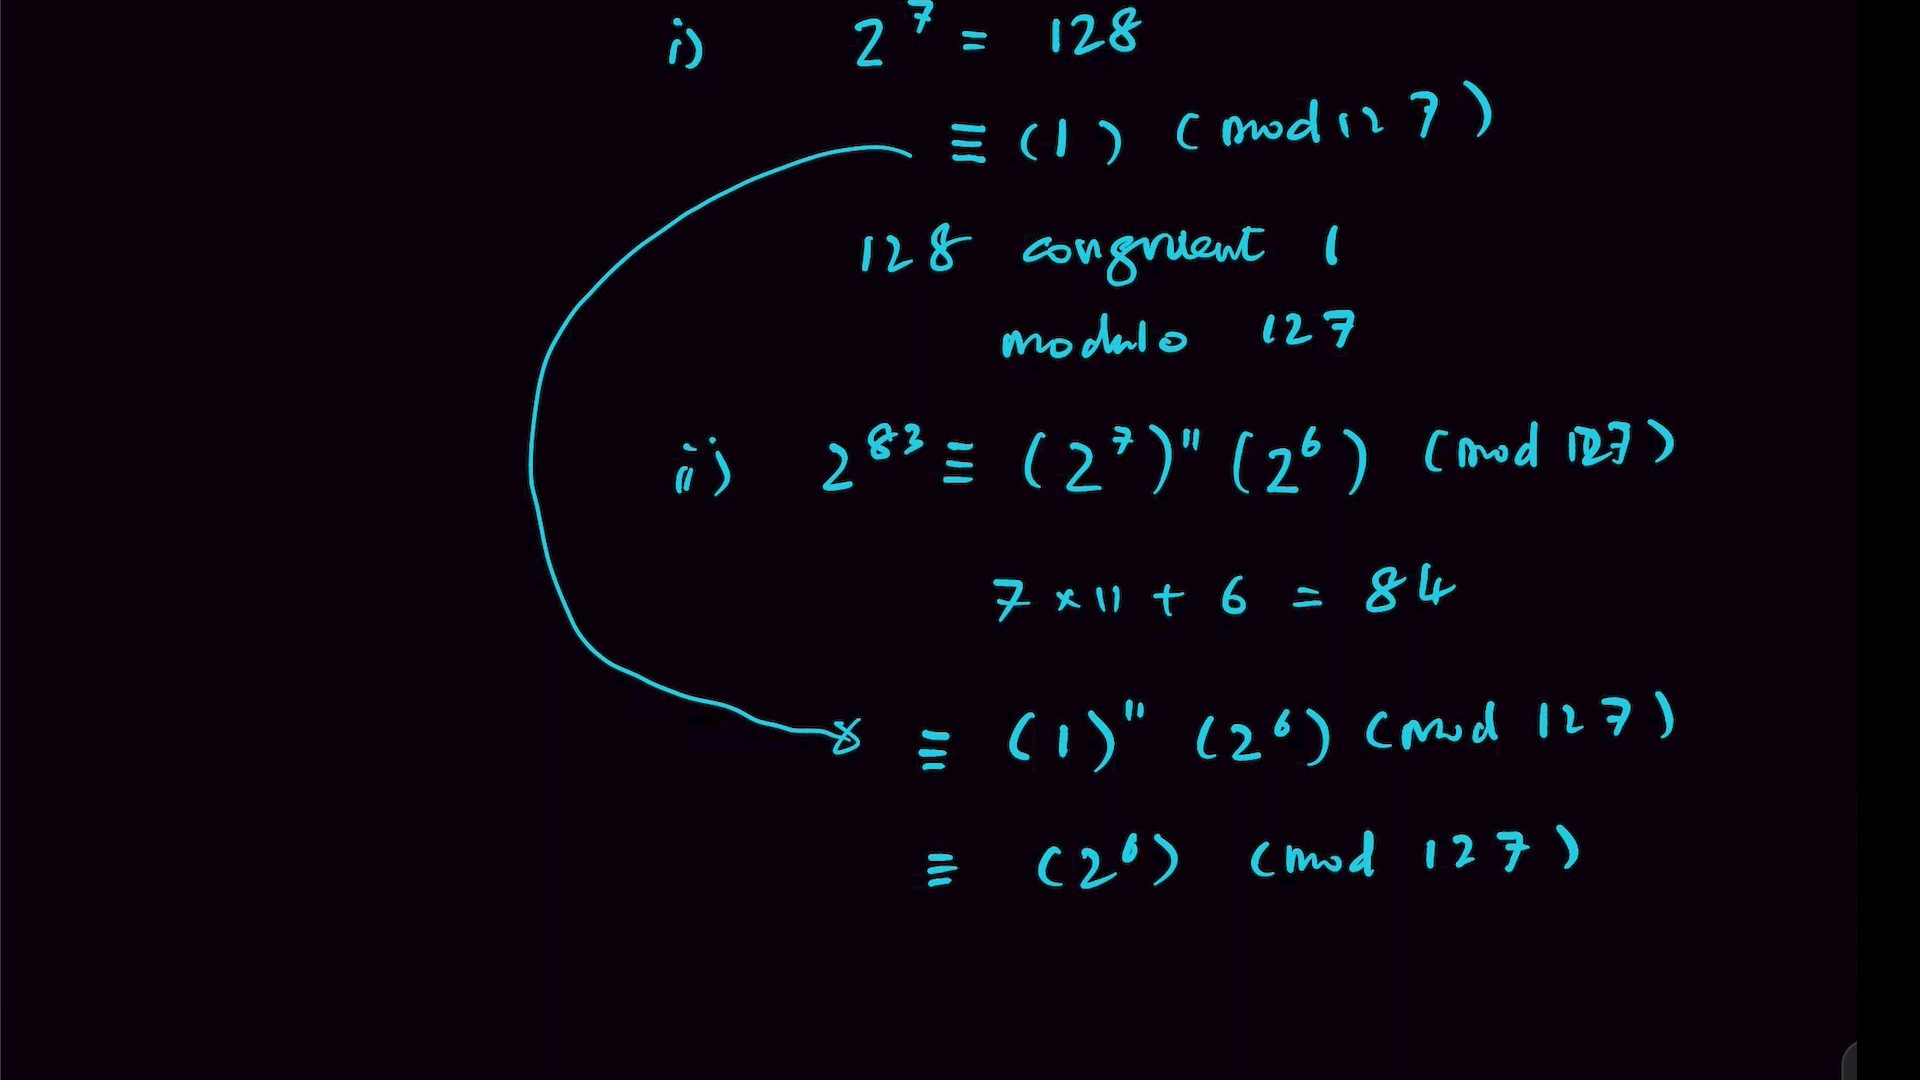 i) 2⁷ = 128
≡ (1) (mod 127)
128 congruent 1
modulo 127
ii) 2⁸³ ≡ (2⁷)¹¹ (2⁶) (mod 127)
7 × 11 + 6 = 84
≡ (1)¹¹ (2⁶) (mod 127)
≡ (2⁶) (mod 127)